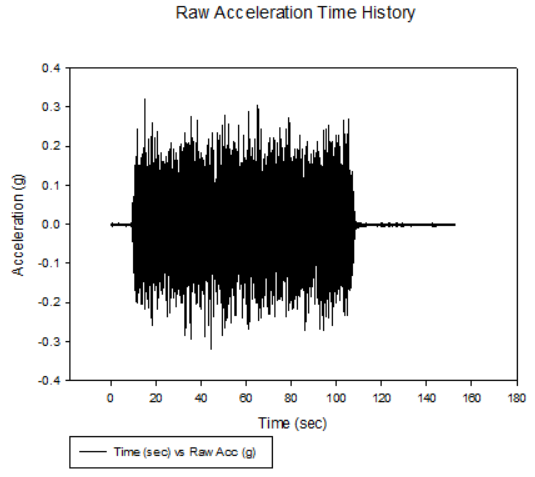 Raw Acceleration Time History
0.4
0.3
0.2
0.1
0.0
-0.1
-0.2
-0.3
-0.4
Acceleration (g)
0 20 40 60 80 100 120 140 160 180
Time (sec)
Time (sec) vs Raw Acc (g)